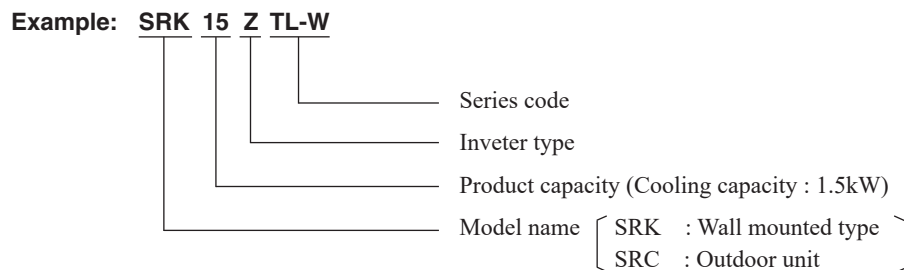 Example: SRK 15 Z TL-W
Series code
Inveter type
Product capacity (Cooling capacity : 1.5kW)
Model name SRK : Wall mounted type
SRC : Outdoor unit